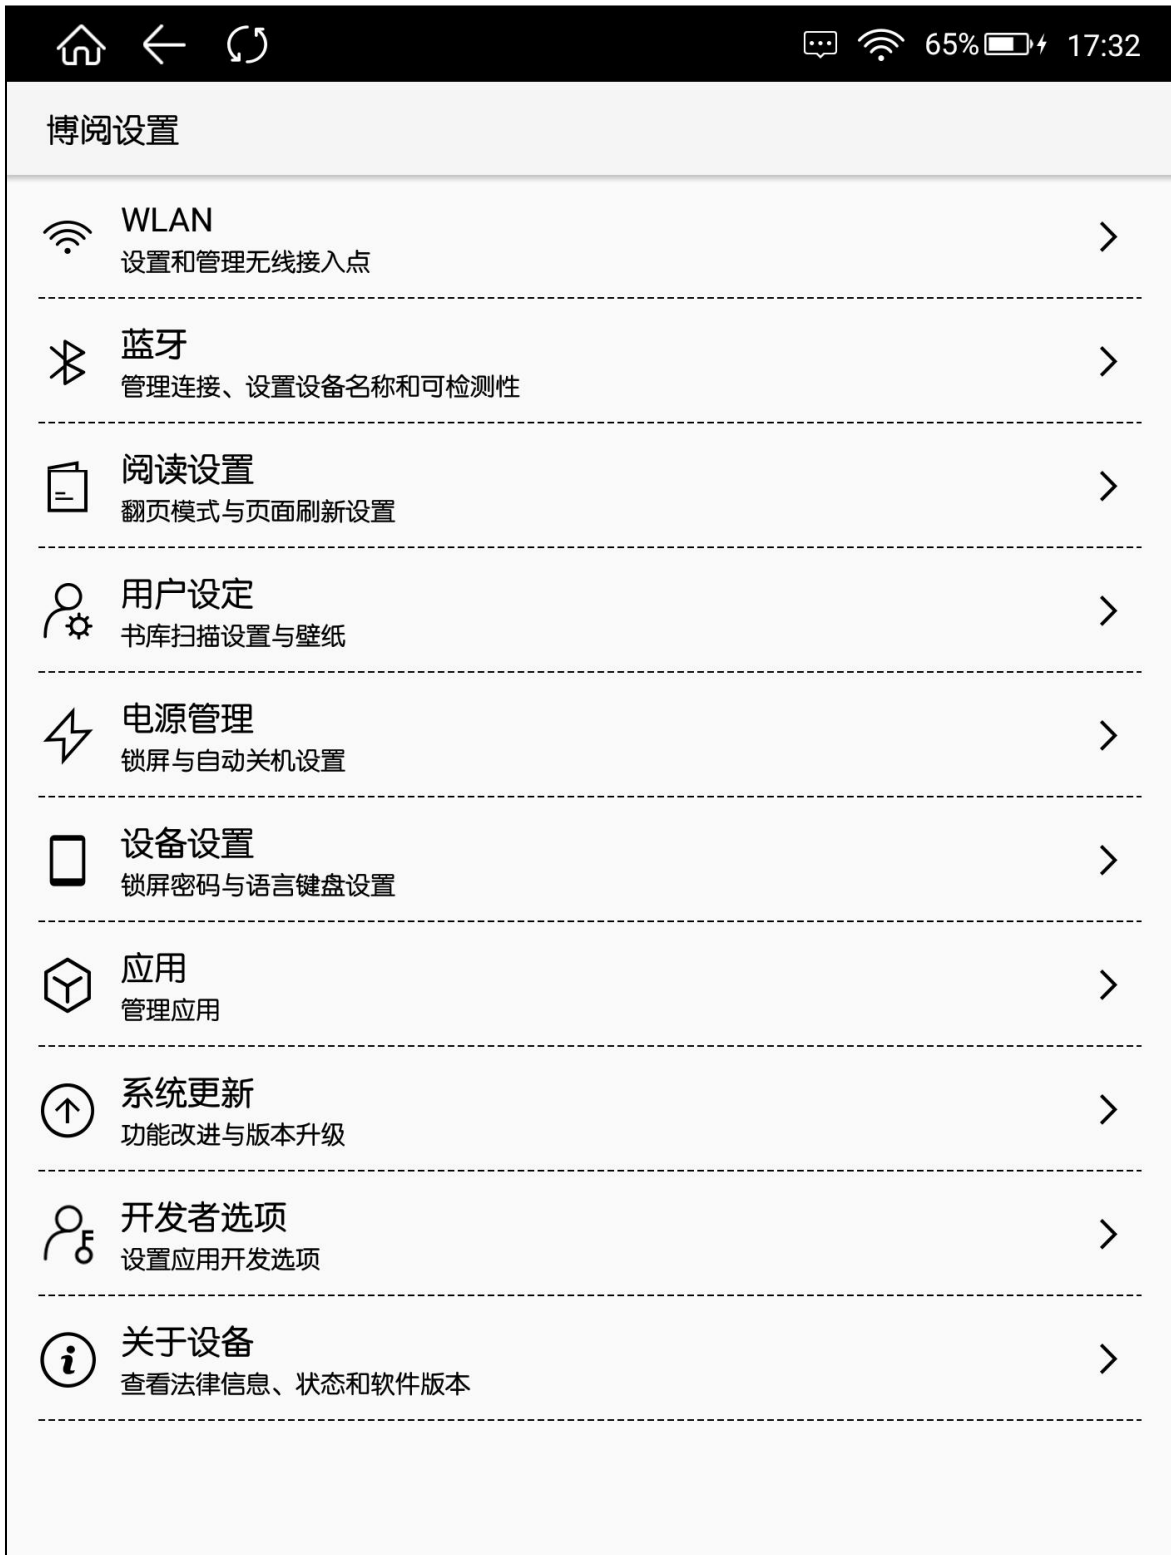 65% 17:32
博阅设置
WLAN
设置和管理无线接入点
蓝牙
管理连接、设置设备名称和可检测性
阅读设置
翻页模式与页面刷新设置
用户设定
书库扫描设置与壁纸
电源管理
锁屏与自动关机设置
设备设置
锁屏密码与语言键盘设置
应用
管理应用
系统更新
功能改进与版本升级
开发者选项
设置应用开发选项
关于设备
查看法律信息、状态和软件版本